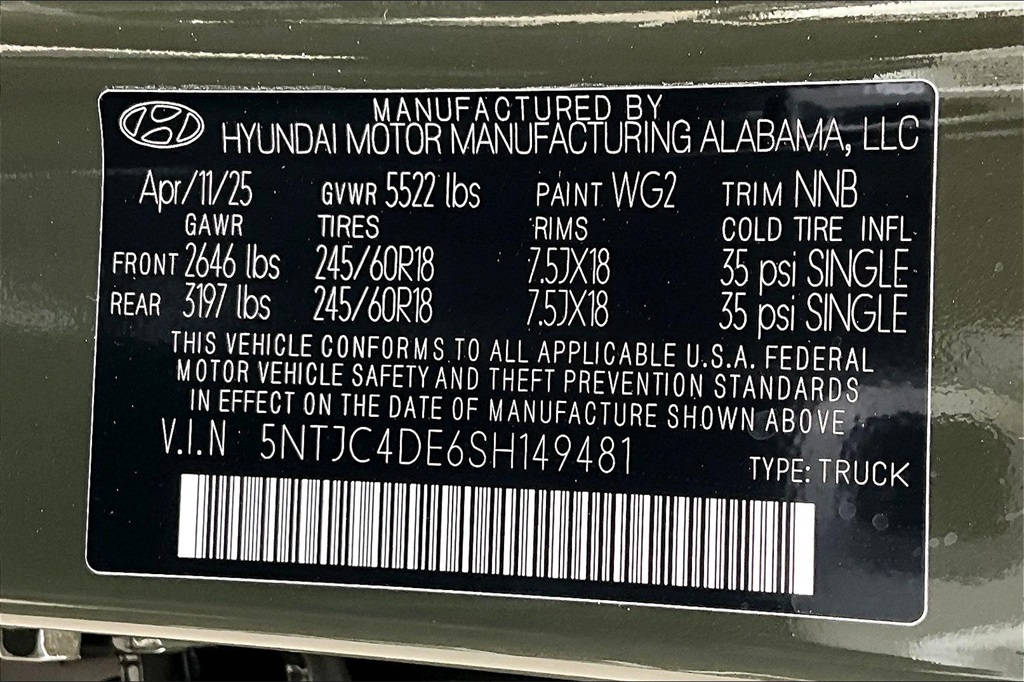 MANUFACTURED BY
HYUNDAI MOTOR MANUFACTURING ALABAMA, LLC
Apr/11/25 GVWR 5522 lbs PAINT WG2 TRIM NNB
GAWR TIRES RIMS COLD TIRE INFL
FRONT 2646 lbs 245/60R18 7.5JX18 35 psi SINGLE
REAR 3197 lbs 245/60R18 7.5JX18 35 psi SINGLE
THIS VEHICLE CONFORMS TO ALL APPLICABLE U.S.A. FEDERAL
MOTOR VEHICLE SAFETY AND THEFT PREVENTION STANDARDS
IN EFFECT ON THE DATE OF MANUFACTURE SHOWN ABOVE
V.I.N 5NTJC4DE6SH149481 TYPE: TRUCK